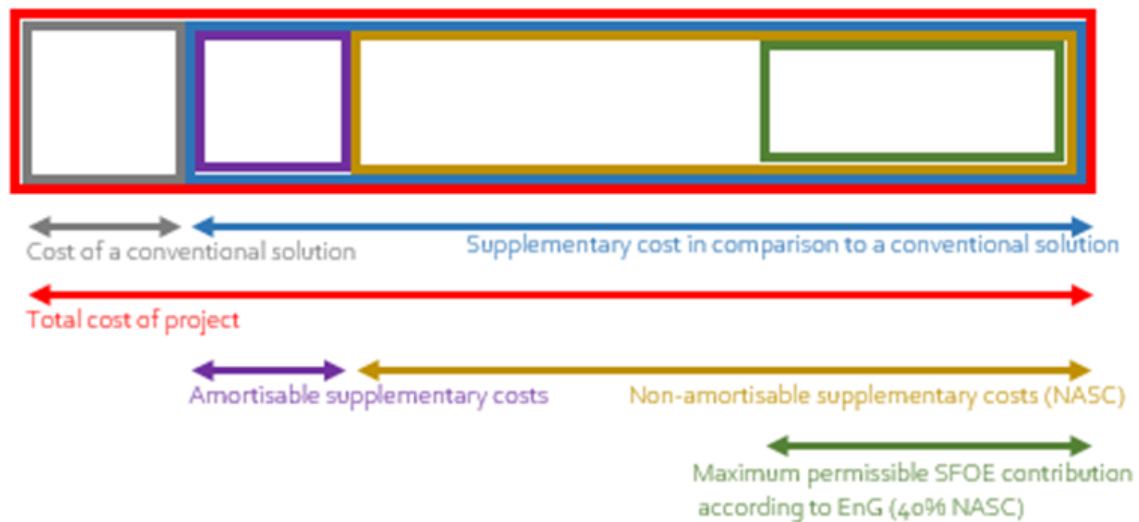 Cost of a conventional solution
Supplementary cost in comparison to a conventional solution
Total cost of project
Amortisable supplementary costs
Non-amortisable supplementary costs (NASC)
Maximum permissible SFOE contribution
according to EnG (40% NASC)